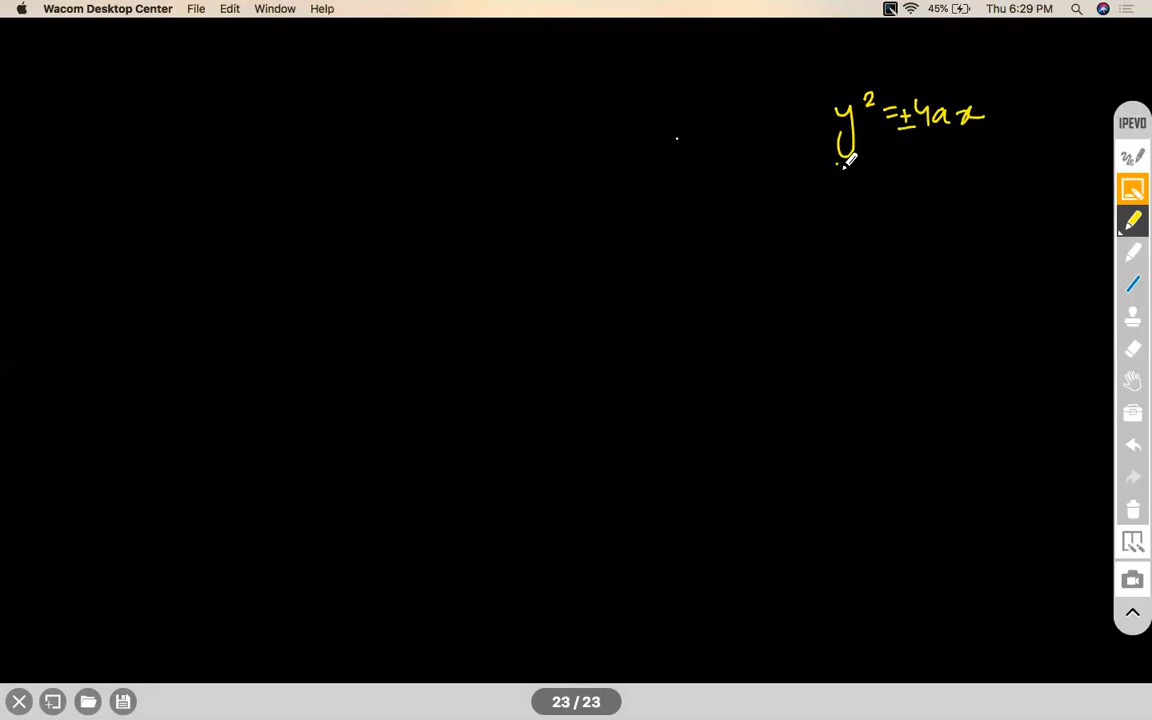 Wacom Desktop Center File Edit Window Help 45% Thu 6:29 PM
y² = ±4ax
IPEVO
23 / 23